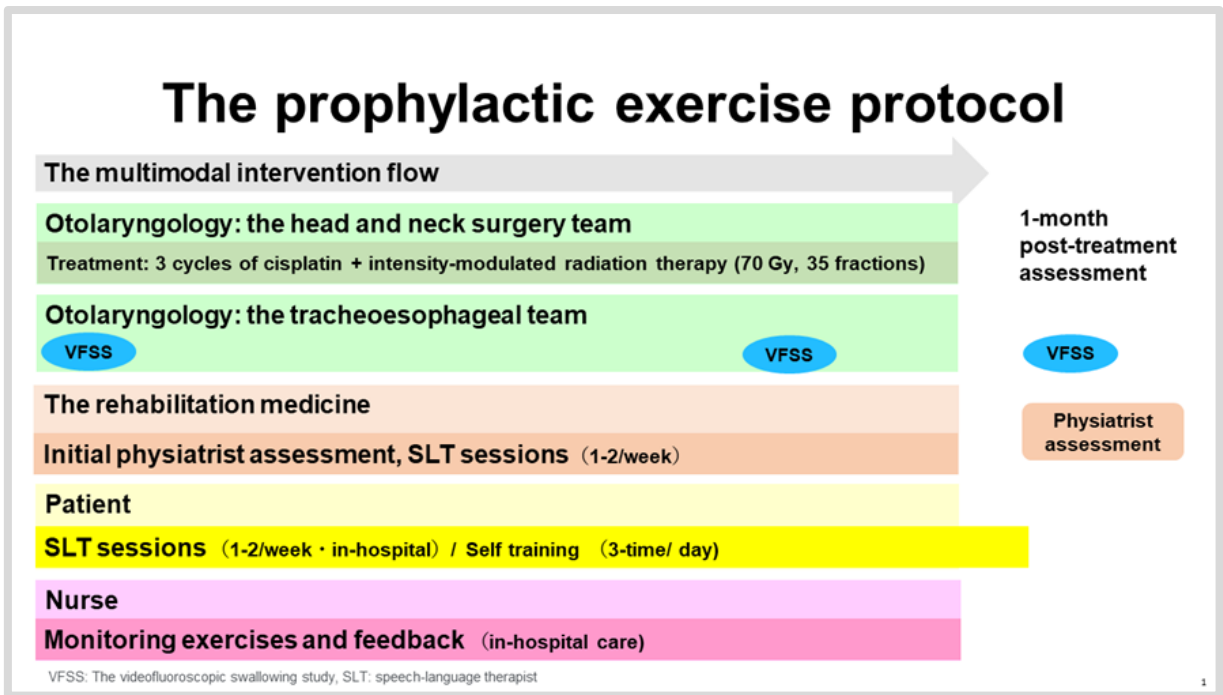 The prophylactic exercise protocol
The multimodal intervention flow
Otolaryngology: the head and neck surgery team
Treatment: 3 cycles of cisplatin + intensity-modulated radiation therapy (70 Gy, 35 fractions)
1-month
post-treatment
assessment
Otolaryngology: the tracheoesophageal team
VFSS
VFSS
VFSS
The rehabilitation medicine
Initial physiatrist assessment, SLT sessions（1-2/week）
Physiatrist
assessment
Patient
SLT sessions（1-2/week・in-hospital）/ Self training （3-time/ day)
Nurse
Monitoring exercises and feedback（in-hospital care)
VFSS: The videofluoroscopic swallowing study, SLT: speech-language therapist
1